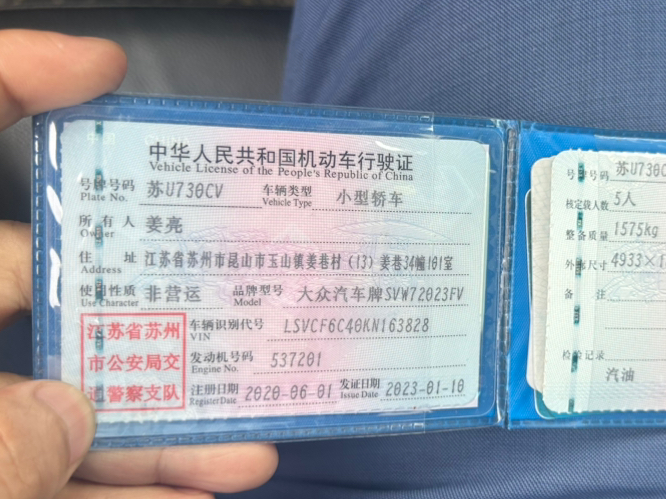 中华人民共和国机动车行驶证
Vehicle License of the People's Republic of China
号牌号码 苏U730CV 车辆类型 小型轿车
Plate No. Vehicle Type
所有人 姜亮
Owner
住址 江苏省苏州市昆山市玉山镇姜巷村（13）姜巷34幢101室
Address
使用性质 非营运 品牌型号 大众汽车牌SVW72023FV
Use Character Model
江苏省苏州
市公安局交
通警察支队
车辆识别代号 LSVCF6C40KN163828
VIN
发动机号码 537201
Engine No.
注册日期 2020-06-01 发证日期 2023-01-10
Register Date Issue Date
号牌号码 苏U730C
核定载人数 5人
整备质量 1575kg
外廓尺寸 4933×1
备注
检验记录
汽油